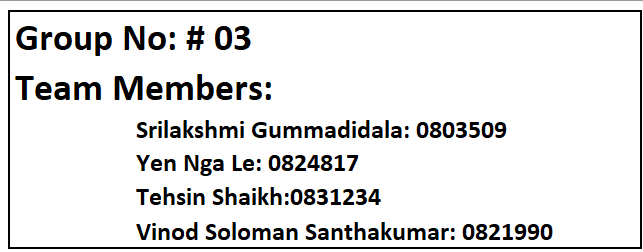 Group No: # 03
Team Members:
Srilakshmi Gummadidala: 0803509
Yen Nga Le: 0824817
Tehsin Shaikh:0831234
Vinod Soloman Santhakumar: 0821990